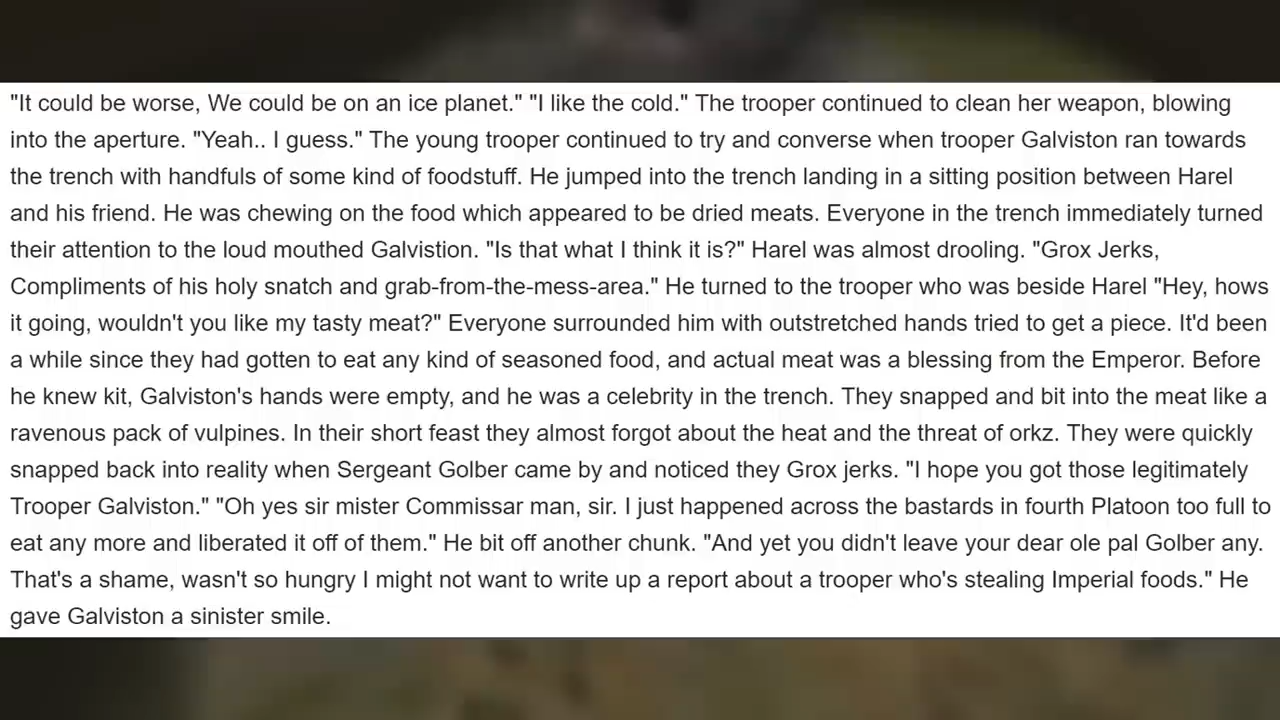 "It could be worse, We could be on an ice planet." "I like the cold." The trooper continued to clean her weapon, blowing
into the aperture. "Yeah.. I guess." The young trooper continued to try and converse when trooper Galviston ran towards
the trench with handfuls of some kind of foodstuff. He jumped into the trench landing in a sitting position between Harel
and his friend. He was chewing on the food which appeared to be dried meats. Everyone in the trench immediately turned
their attention to the loud mouthed Galvistion. "Is that what I think it is?" Harel was almost drooling. "Grox Jerks,
Compliments of his holy snatch and grab-from-the-mess-area." He turned to the trooper who was beside Harel "Hey, hows
it going, wouldn't you like my tasty meat?" Everyone surrounded him with outstretched hands tried to get a piece. It'd been
a while since they had gotten to eat any kind of seasoned food, and actual meat was a blessing from the Emperor. Before
he knew kit, Galviston's hands were empty, and he was a celebrity in the trench. They snapped and bit into the meat like a
ravenous pack of vulpines. In their short feast they almost forgot about the heat and the threat of orkz. They were quickly
snapped back into reality when Sergeant Golber came by and noticed they Grox jerks. "I hope you got those legitimately
Trooper Galviston." "Oh yes sir mister Commissar man, sir. I just happened across the bastards in fourth Platoon too full to
eat any more and liberated it off of them." He bit off another chunk. "And yet you didn't leave your dear ole pal Golber any.
That's a shame, wasn't so hungry I might not want to write up a report about a trooper who's stealing Imperial foods." He
gave Galviston a sinister smile.